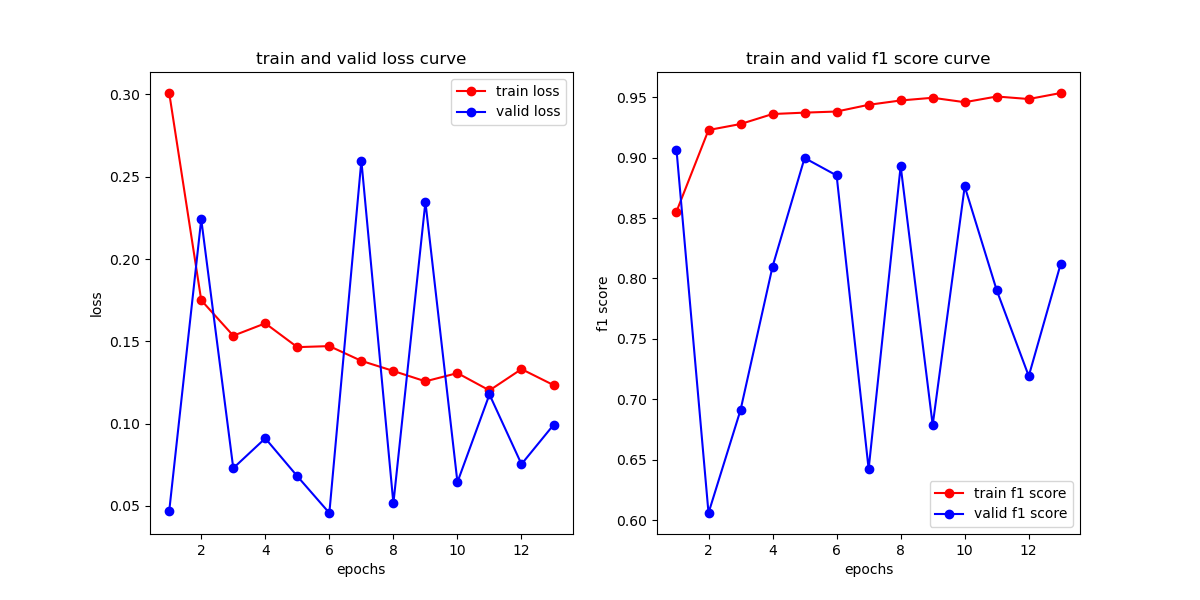 train and valid loss curve
train loss
valid loss
0.30
0.25
0.20
0.15
0.10
0.05
loss
2 4 6 8 10 12
epochs
train and valid f1 score curve
0.95
0.90
0.85
0.80
0.75
0.70
0.65
0.60
f1 score
train f1 score
valid f1 score
2 4 6 8 10 12
epochs